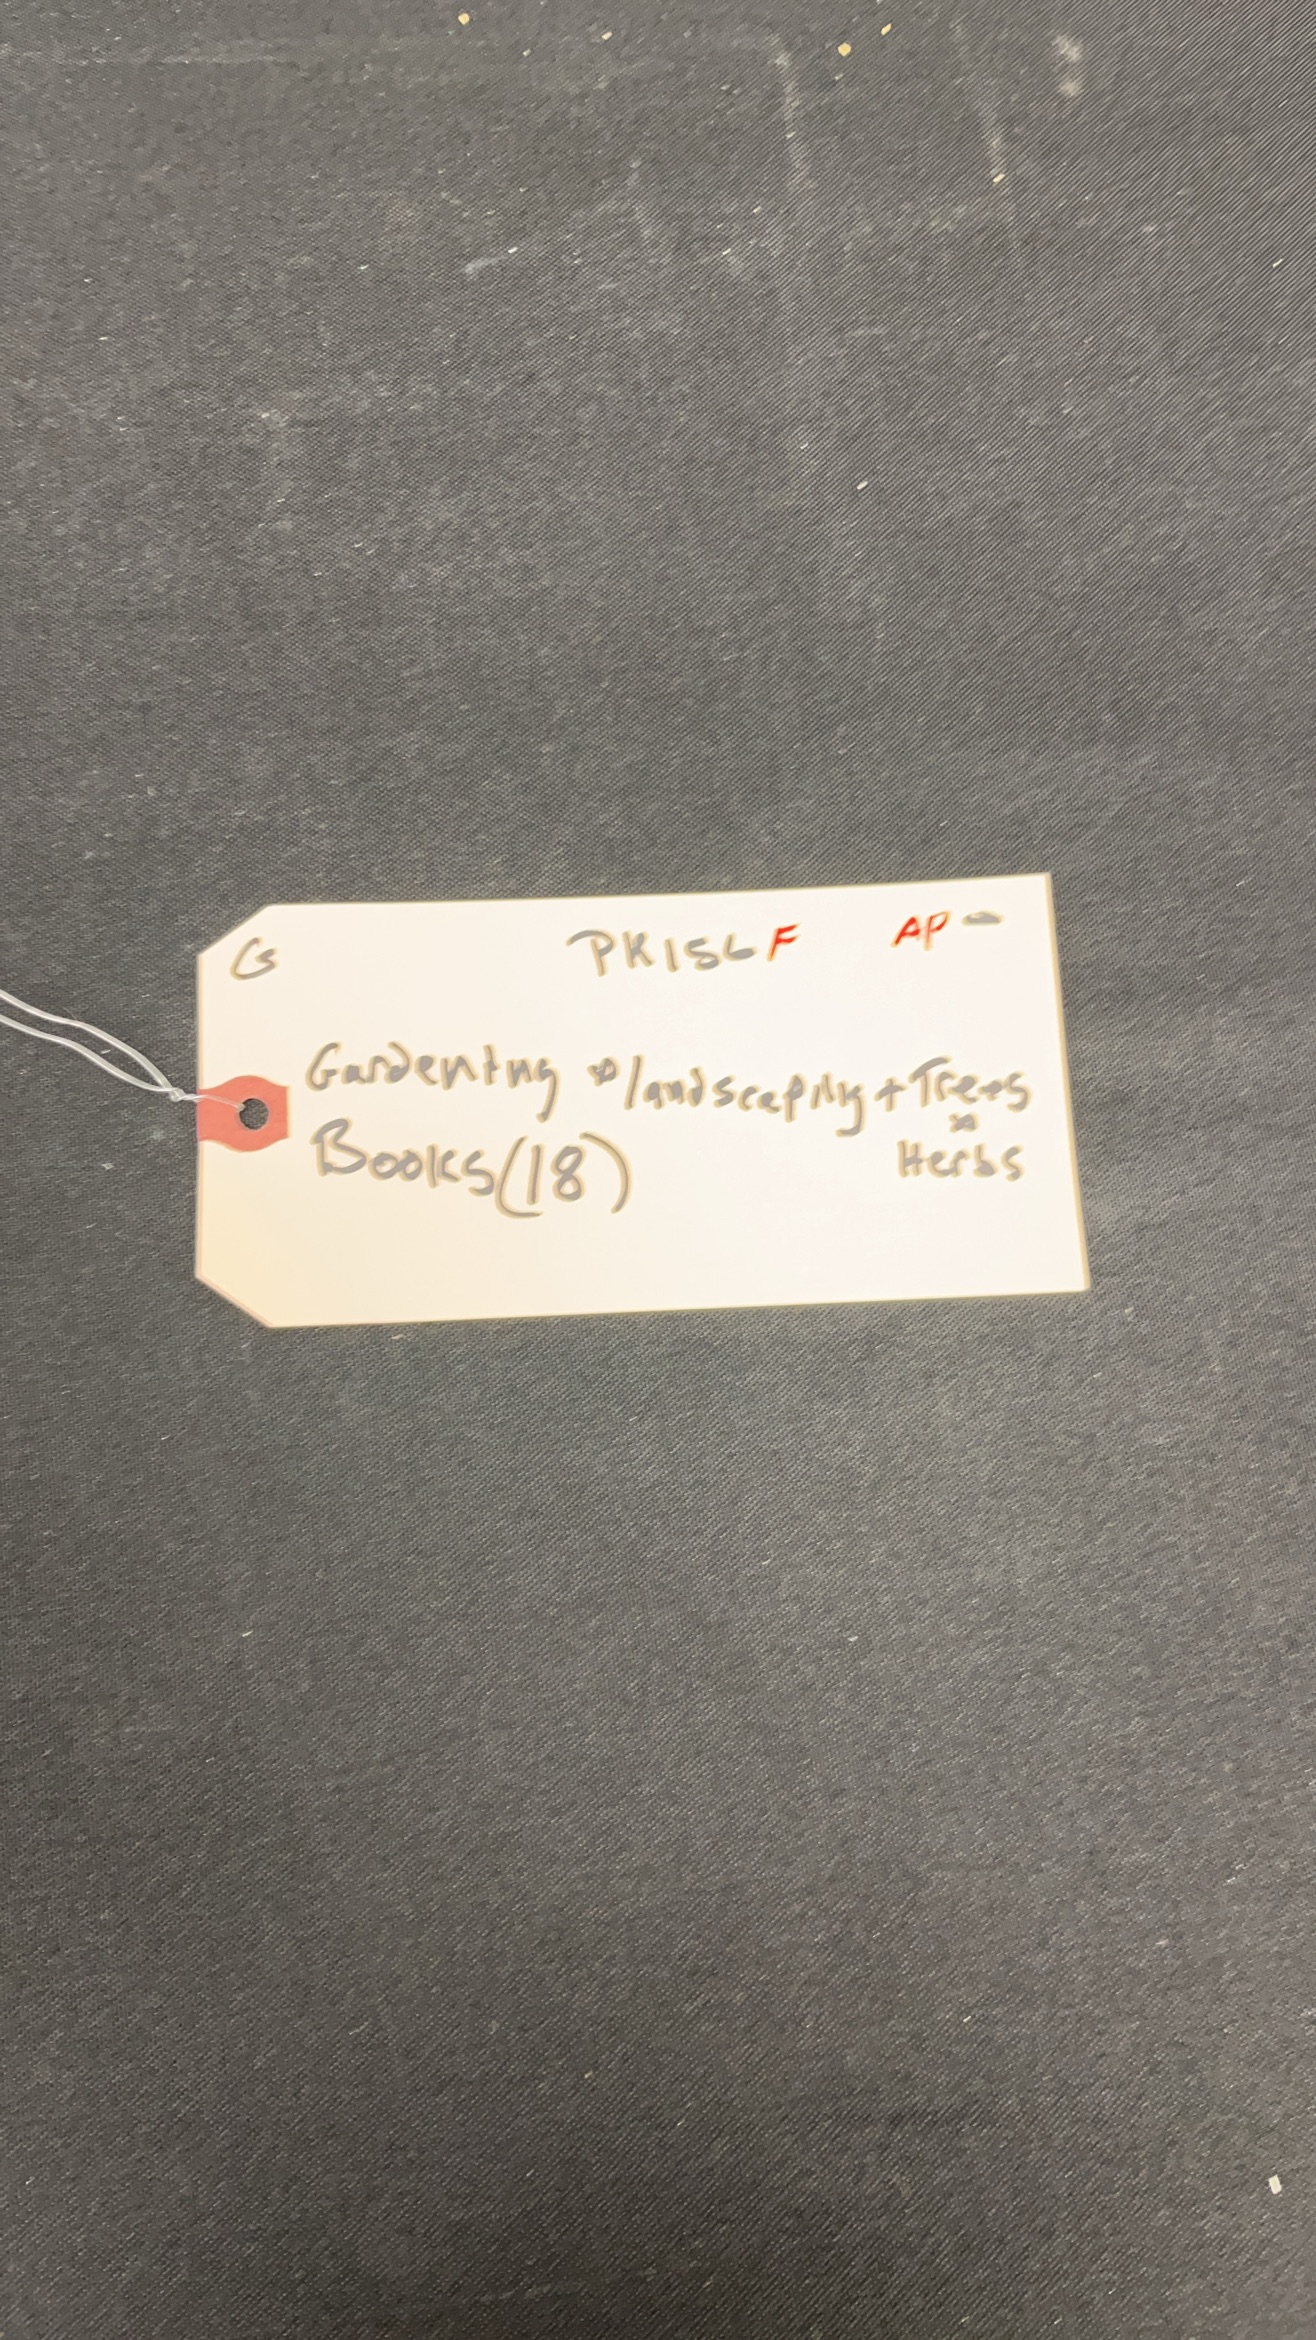 G PK156F AP-
Gardening & landscaping + Trees
Books (18) & Herbs